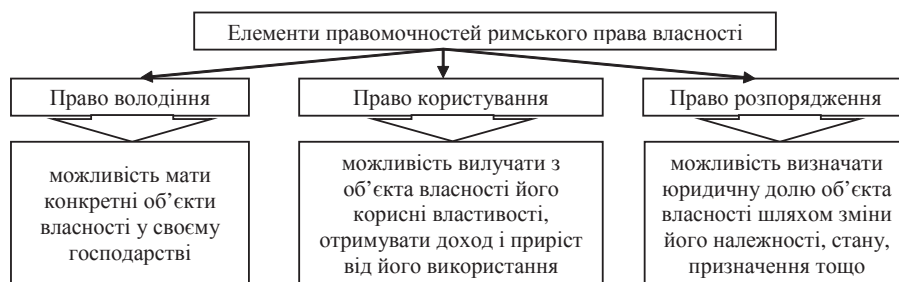 Елементи правомочностей римського права власності
Право володіння
Право користування
Право розпорядження
можливість мати
конкретні об’єкти
власності у своєму
господарстві
можливість вилучати з
об’єкта власності його
корисні властивості,
отримувати доход і приріст
від його використання
можливість визначати
юридичну долю об’єкта
власності шляхом зміни
його належності, стану,
призначення тощо